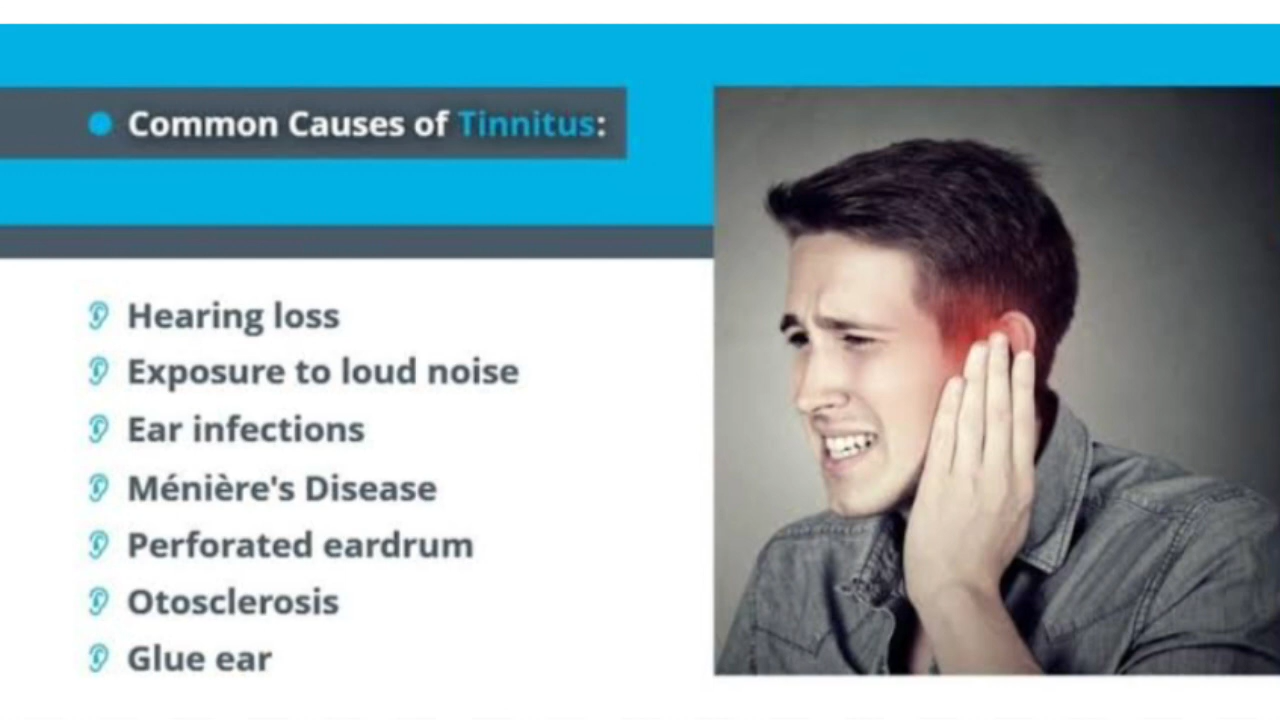 Common Causes of Tinnitus:
Hearing loss
Exposure to loud noise
Ear infections
Ménière's Disease
Perforated eardrum
Otosclerosis
Glue ear